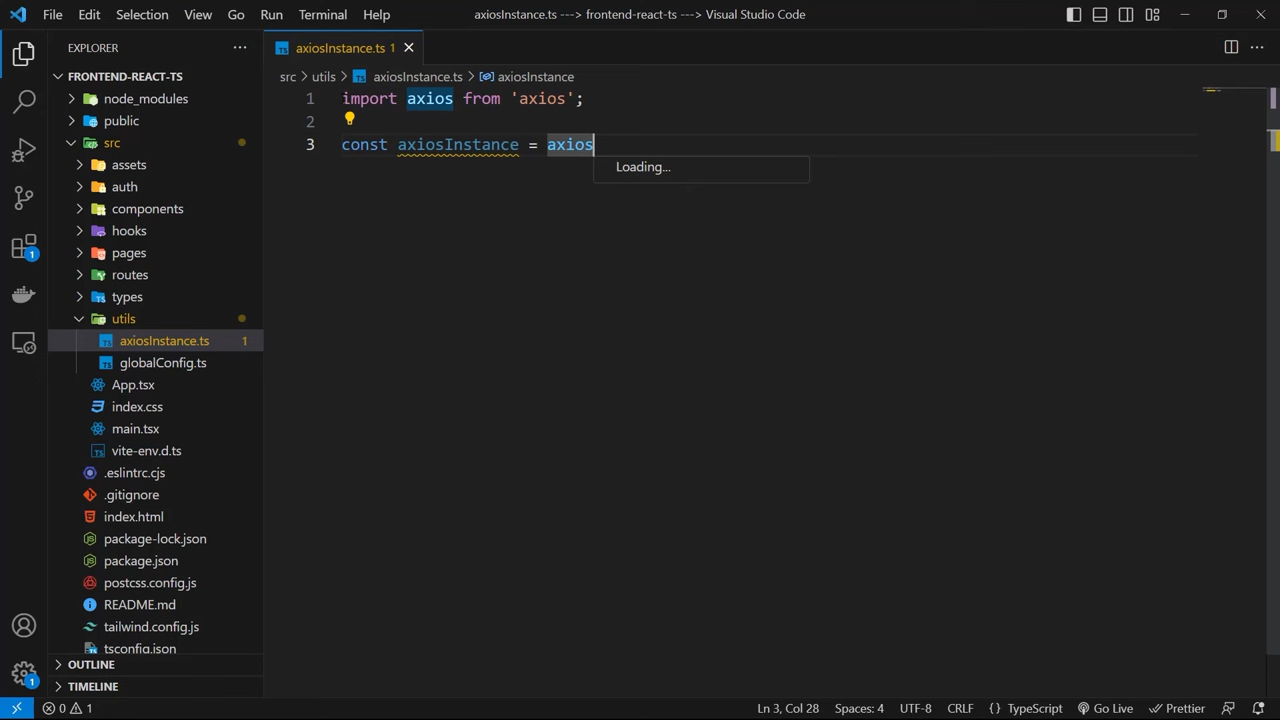 File Edit Selection View Go Run Terminal Help
axiosInstance.ts ---> frontend-react-ts ---> Visual Studio Code
EXPLORER
FRONTEND-REACT-TS
node_modules
public
src
assets
auth
components
hooks
pages
routes
types
utils
axiosInstance.ts 1
globalConfig.ts
App.tsx
index.css
main.tsx
vite-env.d.ts
.eslintrc.cjs
.gitignore
index.html
package-lock.json
package.json
postcss.config.js
README.md
tailwind.config.js
tsconfig.json
OUTLINE
TIMELINE
1
1
axiosInstance.ts 1
src > utils > axiosInstance.ts > axiosInstance
1 import axios from 'axios';
2
3 const axiosInstance = axios
Loading...
0 1
Ln 3, Col 28 Spaces: 4 UTF-8 CRLF {} TypeScript Go Live Prettier